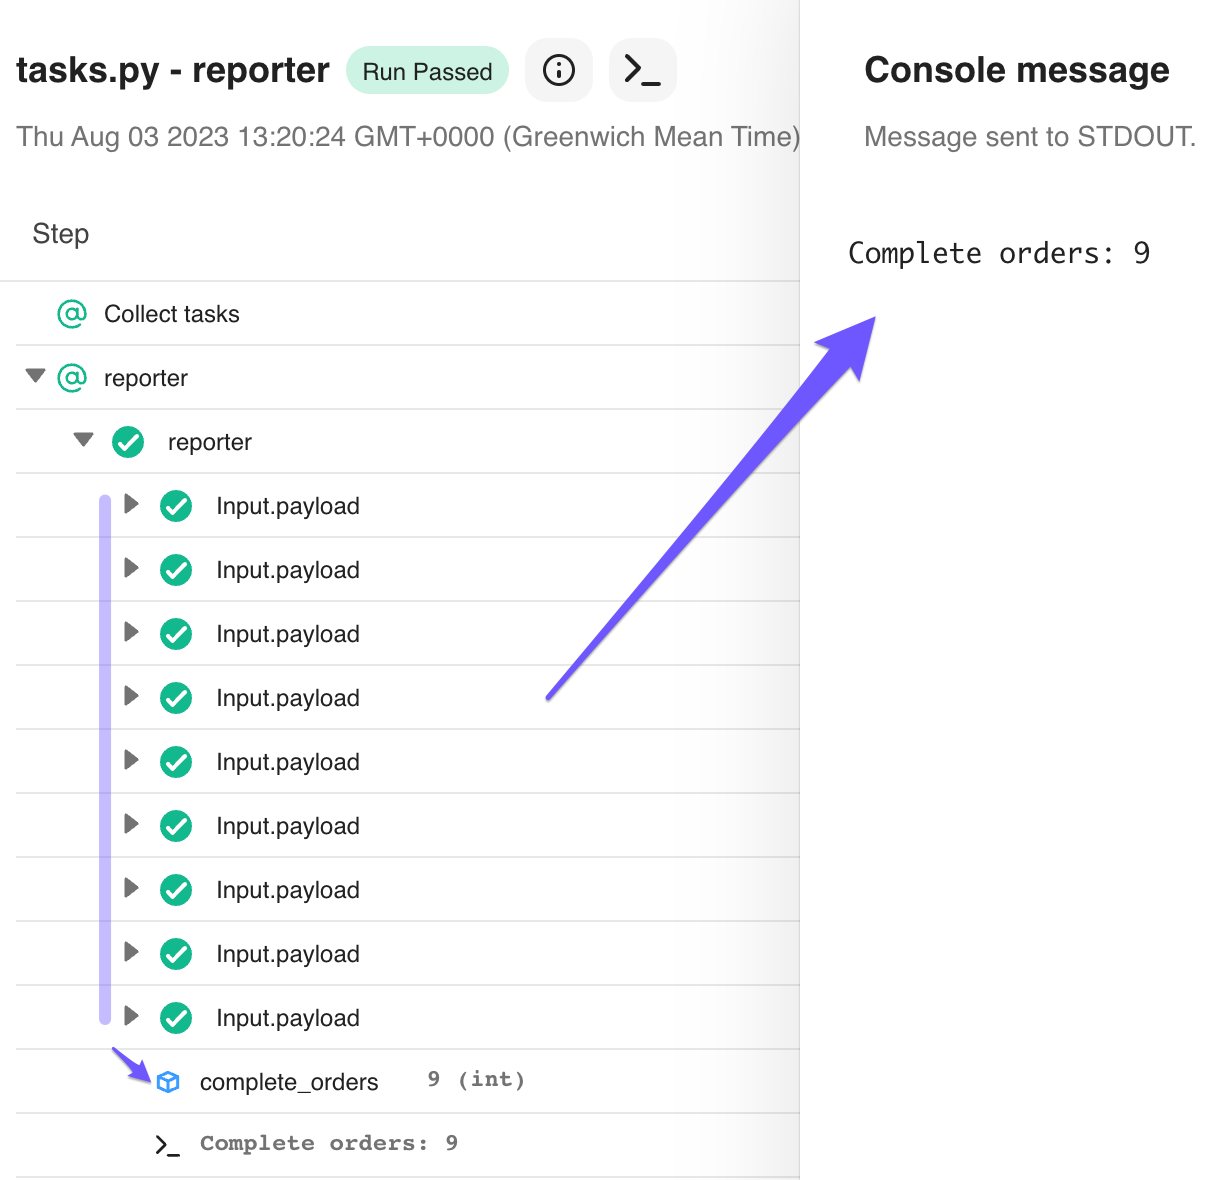 tasks.py - reporter Run Passed
Thu Aug 03 2023 13:20:24 GMT+0000 (Greenwich Mean Time)
Step
Collect tasks
reporter
reporter
Input.payload
Input.payload
Input.payload
Input.payload
Input.payload
Input.payload
Input.payload
Input.payload
Input.payload
complete_orders 9 (int)
Complete orders: 9
Console message
Message sent to STDOUT.
Complete orders: 9